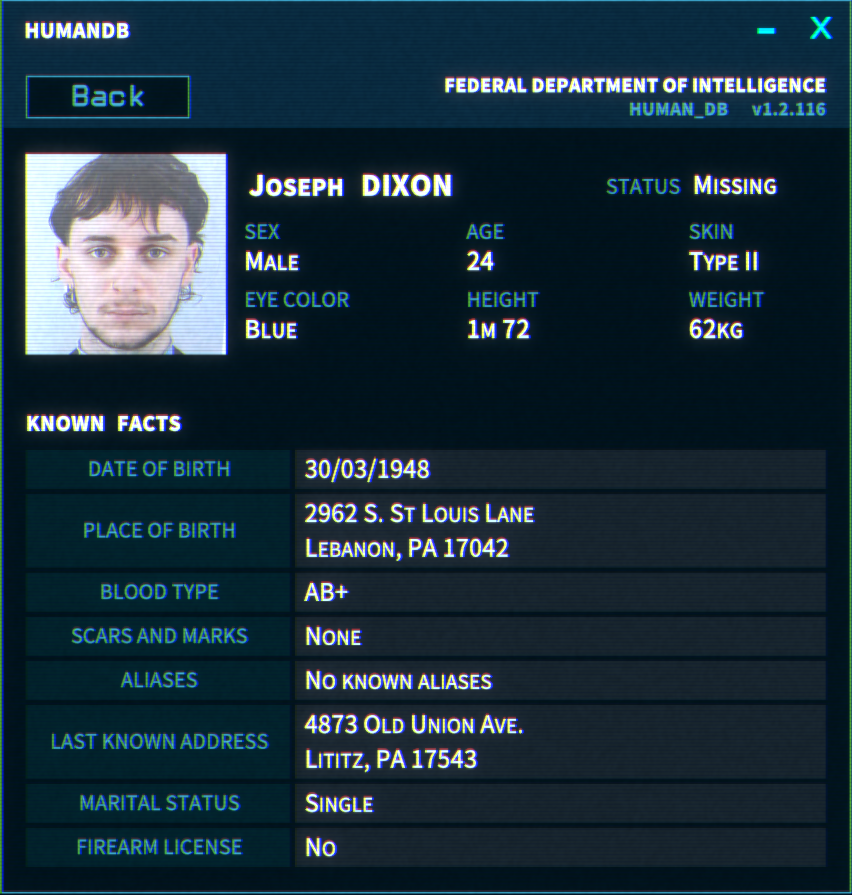 HUMANDB
– X
Back
FEDERAL DEPARTMENT OF INTELLIGENCE
HUMAN_DB v1.2.116
JOSEPH DIXON
STATUS MISSING
SEX AGE SKIN
MALE 24 TYPE II
EYE COLOR HEIGHT WEIGHT
BLUE 1M 72 62KG
KNOWN FACTS
DATE OF BIRTH 30/03/1948
PLACE OF BIRTH 2962 S. ST LOUIS LANE
LEBANON, PA 17042
BLOOD TYPE AB+
SCARS AND MARKS NONE
ALIASES NO KNOWN ALIASES
LAST KNOWN ADDRESS 4873 OLD UNION AVE.
LITITZ, PA 17543
MARITAL STATUS SINGLE
FIREARM LICENSE NO